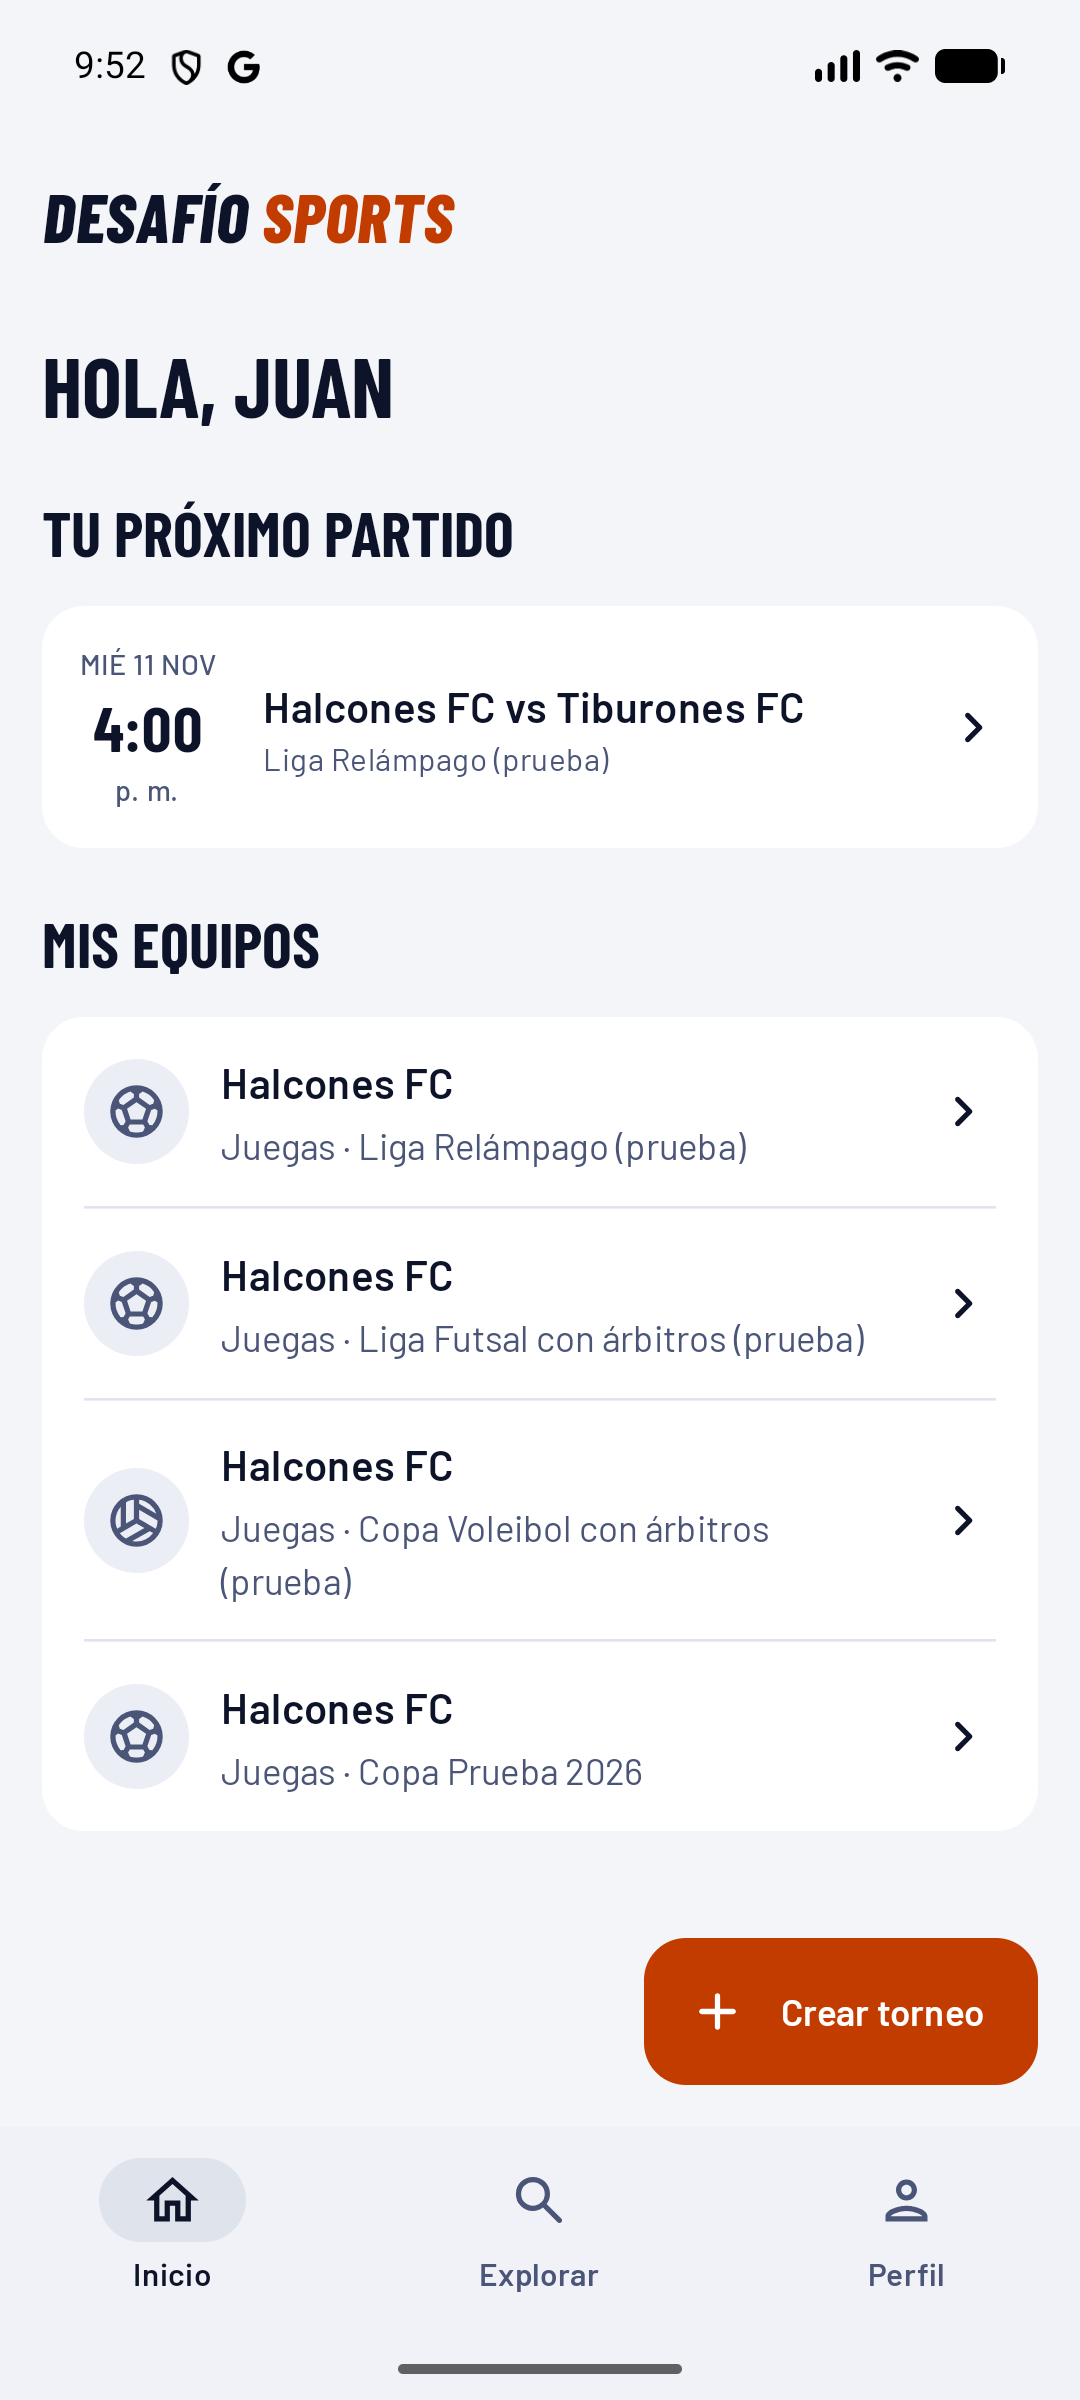 9:52
DESAFÍO SPORTS
HOLA, JUAN
TU PRÓXIMO PARTIDO
MIÉ 11 NOV
4:00
p. m.
Halcones FC vs Tiburones FC
Liga Relámpago (prueba)
MIS EQUIPOS
Halcones FC
Juegas · Liga Relámpago (prueba)
Halcones FC
Juegas · Liga Futsal con árbitros (prueba)
Halcones FC
Juegas · Copa Voleibol con árbitros
(prueba)
Halcones FC
Juegas · Copa Prueba 2026
Crear torneo
Inicio
Explorar
Perfil